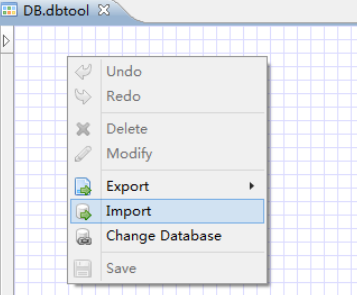 DB.dbtool
Undo
Redo
Delete
Modify
Export
Import
Change Database
Save